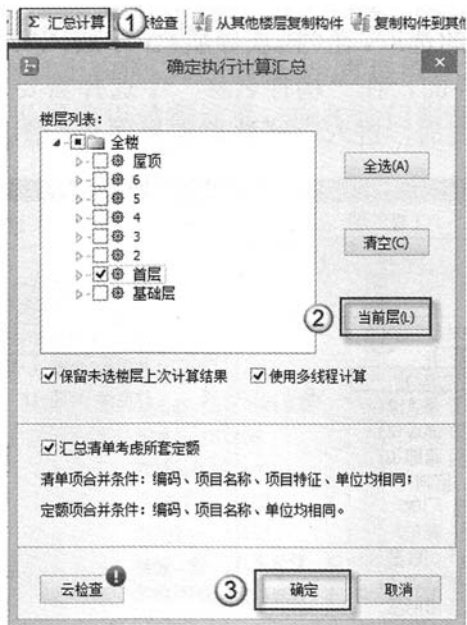 Σ 汇总计算 ① 检查 从其他楼层复制构件 复制构件到其
确定执行计算汇总
楼层列表：
全楼
屋顶
6
5
4
3
2
首层
基础层
全选(A)
清空(C)
② 当前层(L)
保留未选楼层上次计算结果 使用多线程计算
汇总清单考虑所套定额
清单项合并条件：编码、项目名称、项目特征、单位均相同；
定额项合并条件：编码、项目名称、单位均相同。
云检查 ③ 确定 取消